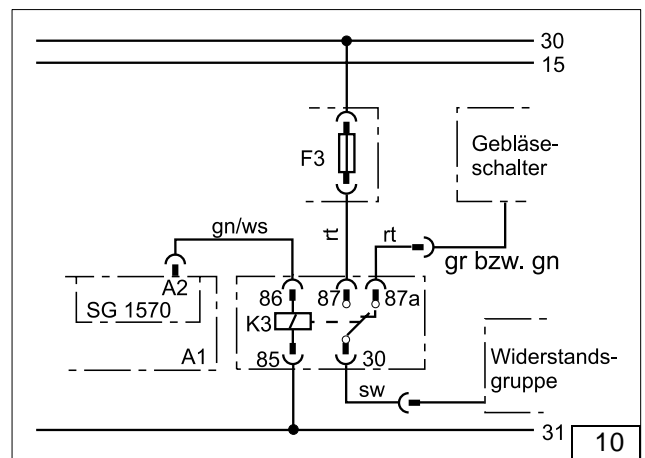 30
15
F3
Gebläse-
schalter
gn/ws
rt
rt
gr bzw. gn
A2
SG 1570
A1
86
87
87a
K3
85
30
Widerstands-
gruppe
sw
31
10